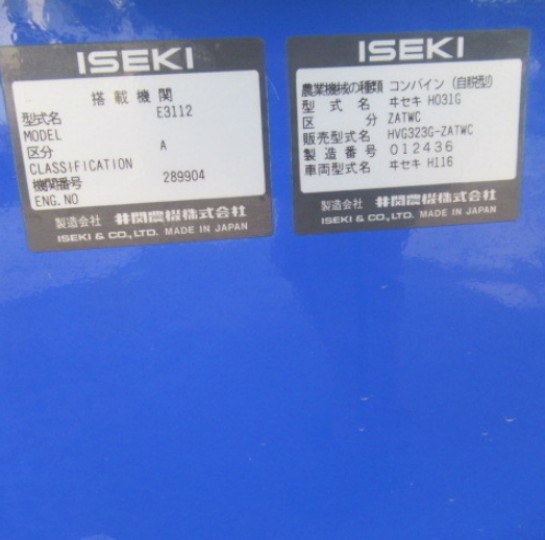 ISEKI
搭載機関
型式名 E3112
MODEL
区分 A
CLASSIFICATION
機関番号 289904
ENG.NO
製造会社 井関農機株式会社
ISEKI & CO.,LTD. MADE IN JAPAN
ISEKI
農業機械の種類 コンバイン(自脱型)
型式名 ヰセキ HO31G
区分 ZATWC
販売型式名 HVG323G-ZATWC
製造番号 012436
車両型式名 ヰセキ H116
製造会社 井関農機株式会社
ISEKI & CO.,LTD. MADE IN JAPAN